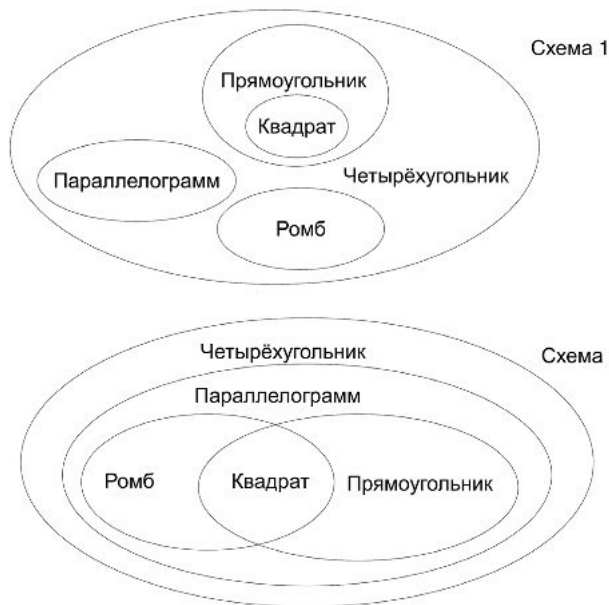 Схема 1
Прямоугольник
Квадрат
Параллелограмм
Четырёхугольник
Ромб
Четырёхугольник
Схема
Параллелограмм
Ромб
Квадрат
Прямоугольник